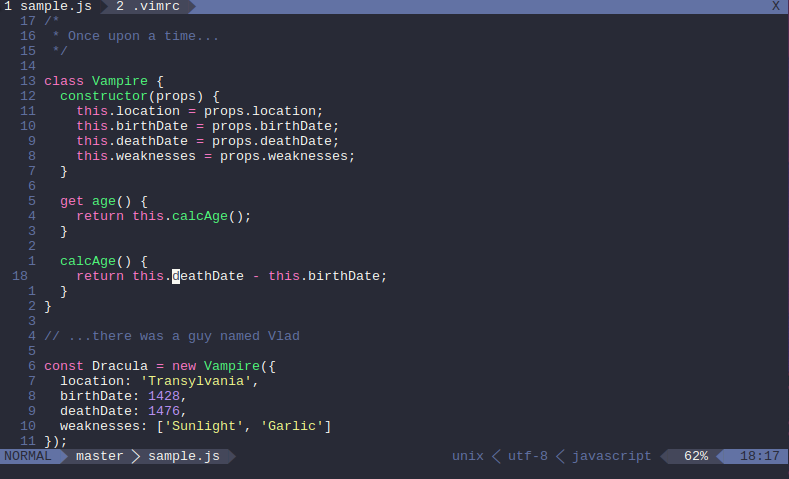 1 sample.js 2 .vimrc X
17 /*
16  * Once upon a time...
15  */
14
13 class Vampire {
12   constructor(props) {
11     this.location = props.location;
10     this.birthDate = props.birthDate;
9     this.deathDate = props.deathDate;
8     this.weaknesses = props.weaknesses;
7   }
6
5   get age() {
4     return this.calcAge();
3   }
2
1   calcAge() {
18     return this.deathDate - this.birthDate;
1   }
2 }
3
4 // ...there was a guy named Vlad
5
6 const Dracula = new Vampire({
7   location: 'Transylvania',
8   birthDate: 1428,
9   deathDate: 1476,
10   weaknesses: ['Sunlight', 'Garlic']
11 });
NORMAL master sample.js unix utf-8 javascript 62% 18:17